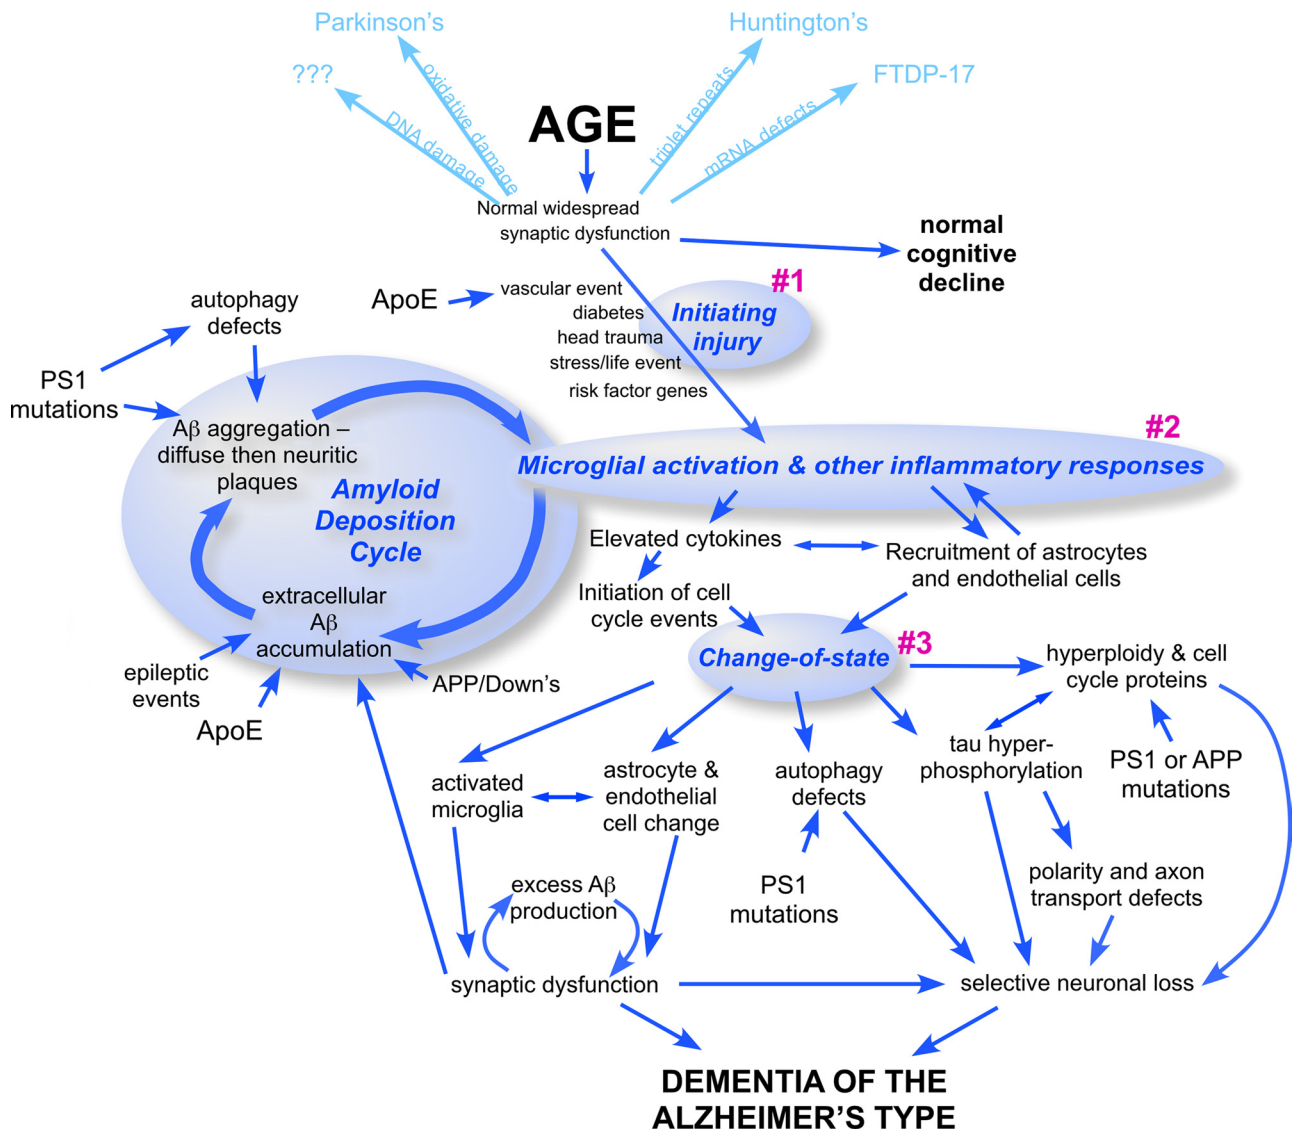 Parkinson's
Huntington's
???
FTDP-17
oxidative damage
DNA damage
triplet repeats
mRNA defects
AGE
Normal widespread
synaptic dysfunction
normal
cognitive
decline
#1
Initiating
injury
ApoE
vascular event
diabetes
head trauma
stress/life event
risk factor genes
autophagy
defects
PS1
mutations
Aβ aggregation –
diffuse then neuritic
plaques
Amyloid
Deposition
Cycle
extracellular
Aβ
accumulation
epileptic
events
ApoE
APP/Down's
#2
Microglial activation & other inflammatory responses
Elevated cytokines
Recruitment of astrocytes
and endothelial cells
Initiation of cell
cycle events
#3
Change-of-state
hyperploidy & cell
cycle proteins
activated
microglia
astrocyte &
endothelial
cell change
autophagy
defects
tau hyper-
phosphorylation
PS1 or APP
mutations
PS1
mutations
polarity and axon
transport defects
excess Aβ
production
synaptic dysfunction
selective neuronal loss
DEMENTIA OF THE
ALZHEIMER'S TYPE